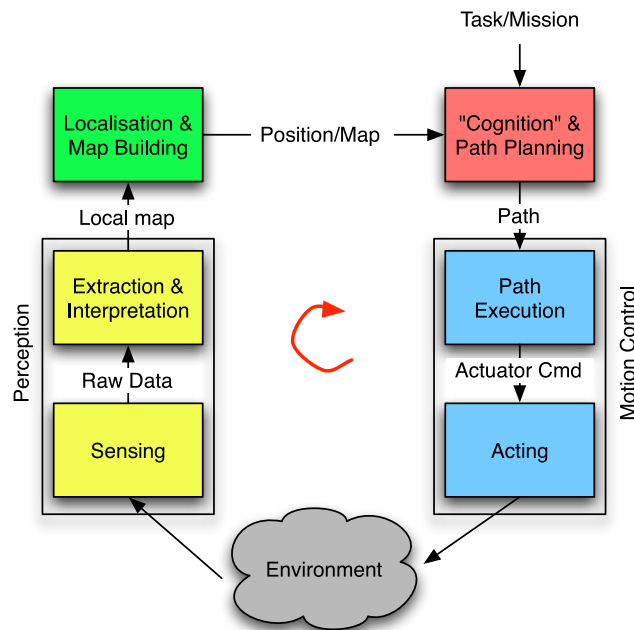 Task/Mission
Localisation &
Map Building
Position/Map
"Cognition" &
Path Planning
Local map
Path
Perception
Extraction &
Interpretation
Raw Data
Sensing
Path
Execution
Actuator Cmd
Acting
Motion Control
Environment